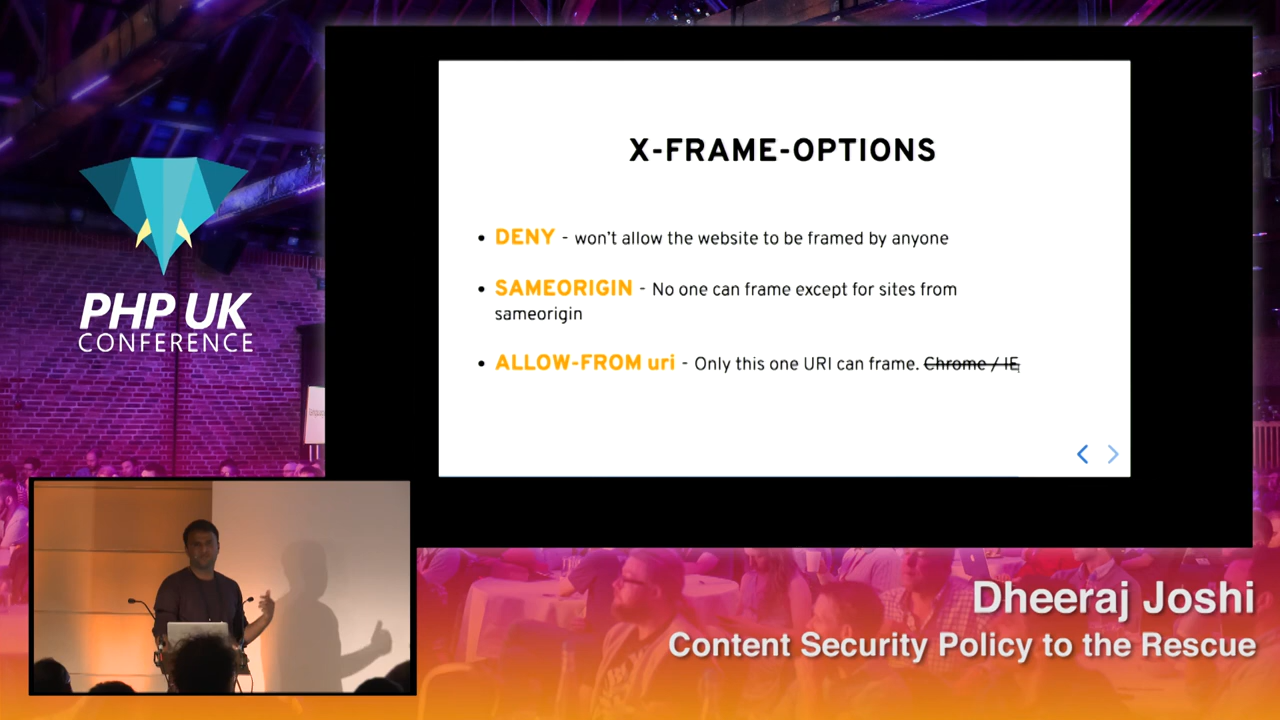 X-FRAME-OPTIONS
• DENY - won't allow the website to be framed by anyone
• SAMEORIGIN - No one can frame except for sites from
sameorigin
• ALLOW-FROM uri - Only this one URI can frame. Chrome / IE
PHP UK
CONFERENCE
Dheeraj Joshi
Content Security Policy to the Rescue